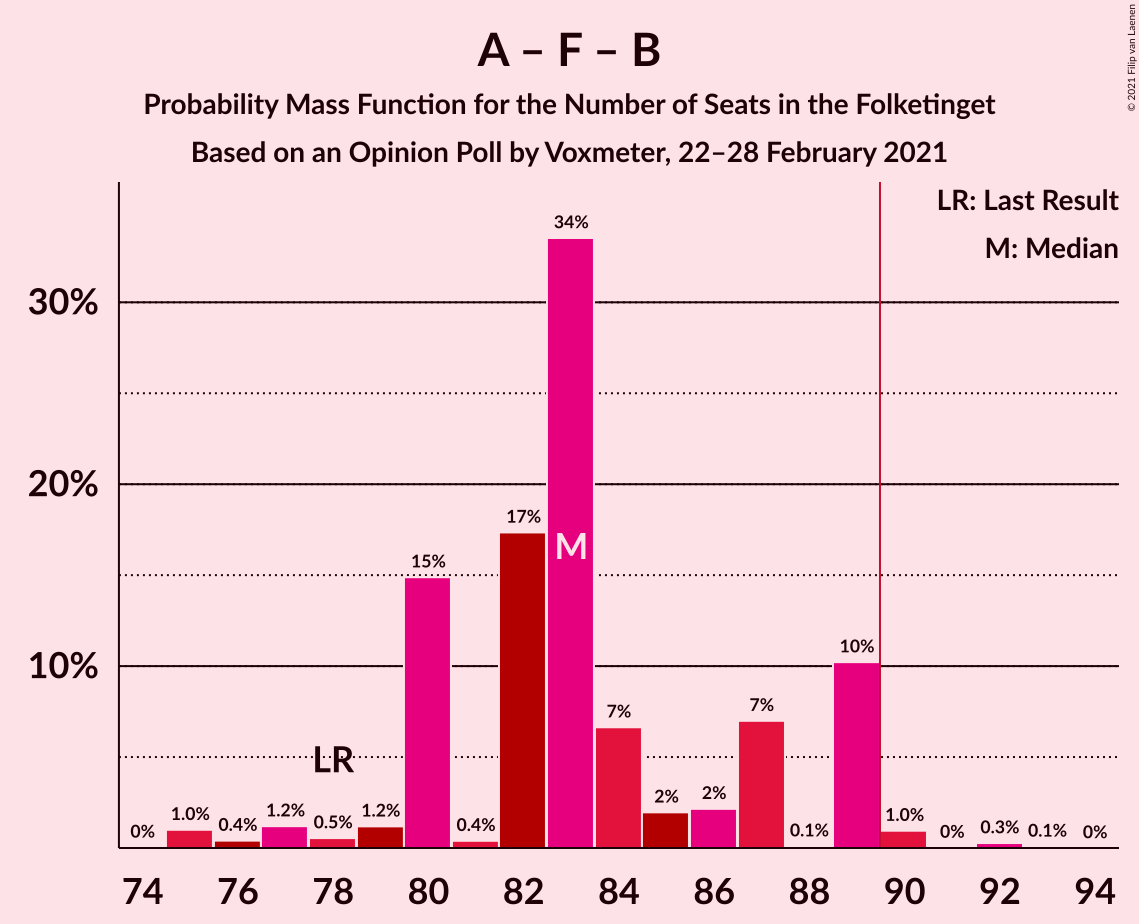 A – F – B
Probability Mass Function for the Number of Seats in the Folketinget
Based on an Opinion Poll by Voxmeter, 22–28 February 2021
© 2021 Filip van Laenen
LR: Last Result
M: Median
30%
20%
10%
0%
1.0%
0.4%
1.2%
0.5%
1.2%
15%
0.4%
17%
34%
7%
2%
2%
7%
0.1%
10%
1.0%
0%
0.3%
0.1%
0%
LR
M
74 76 78 80 82 84 86 88 90 92 94